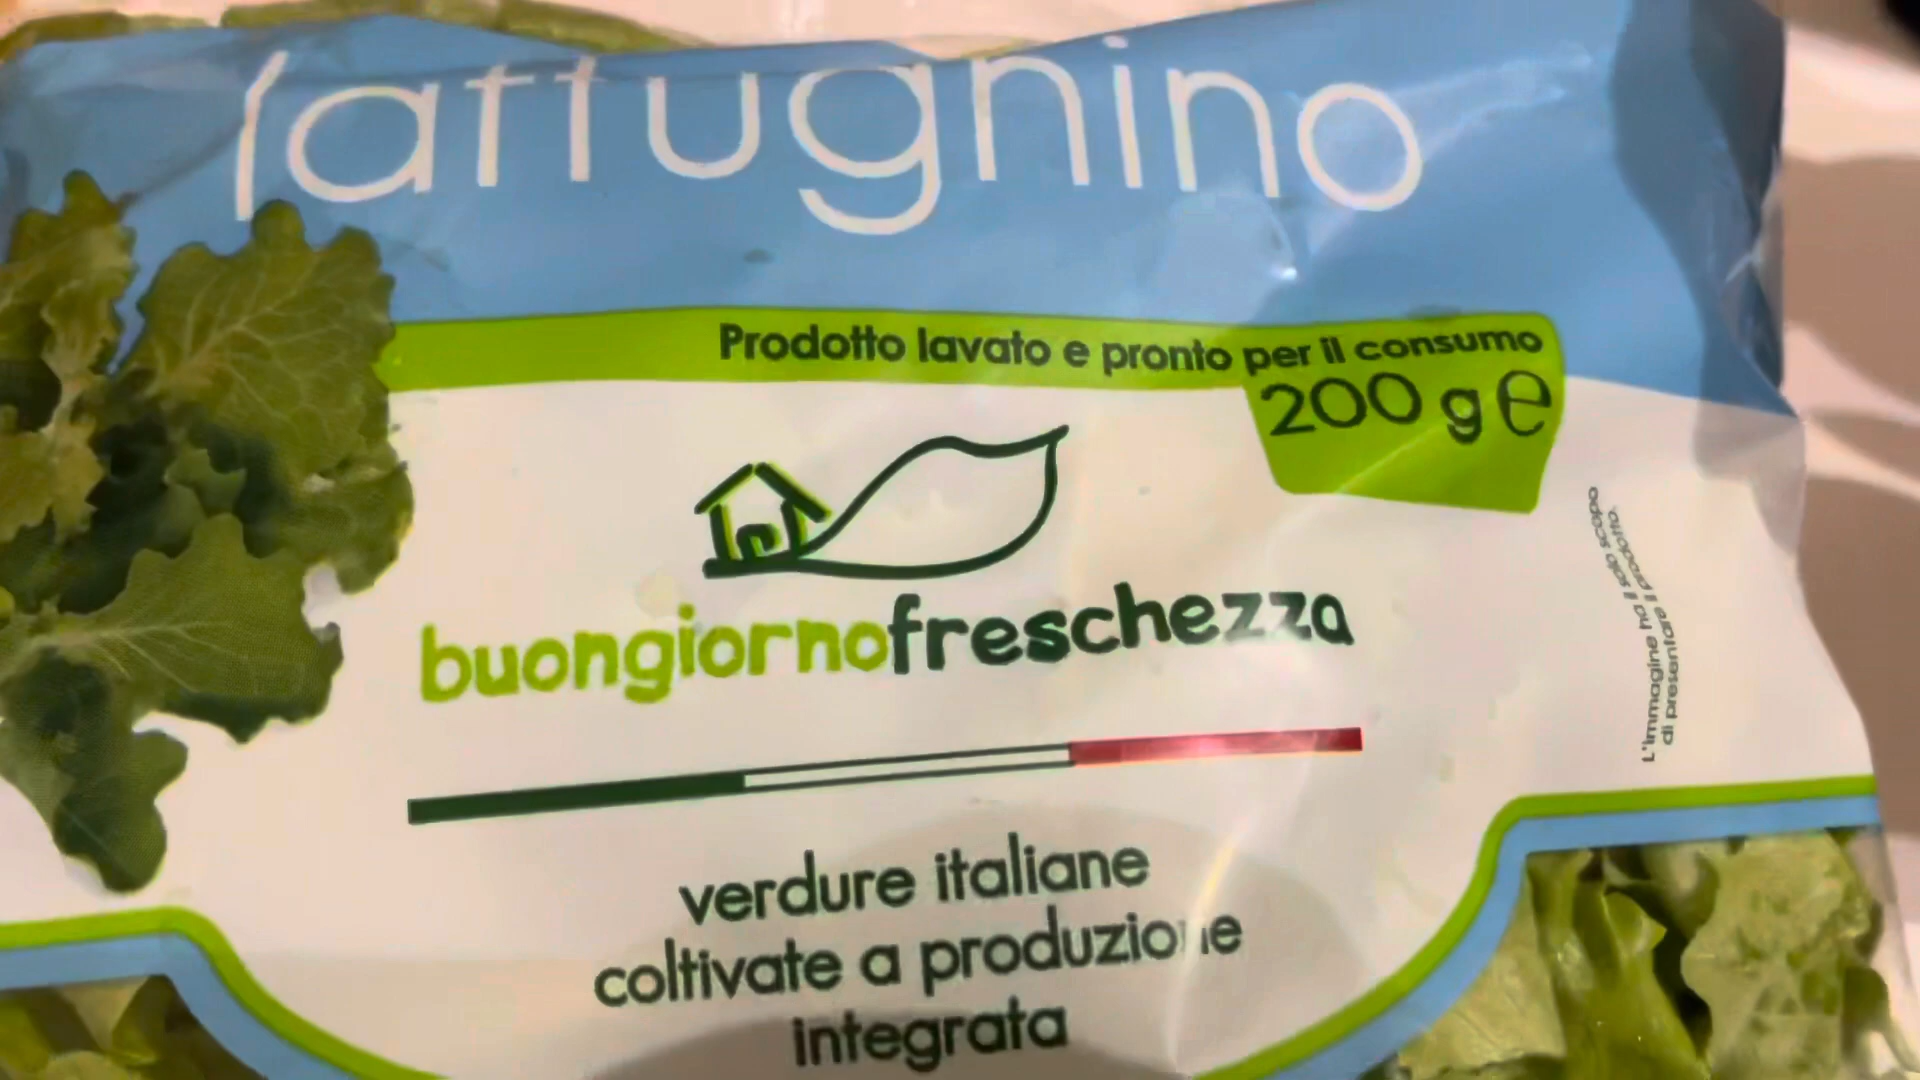 lattughino
Prodotto lavato e pronto per il consumo
200 g e
buongiornofreschezza
verdure italiane
coltivate a produzione
integrata
L'immagine ha il solo scopo
di presentare il prodotto.